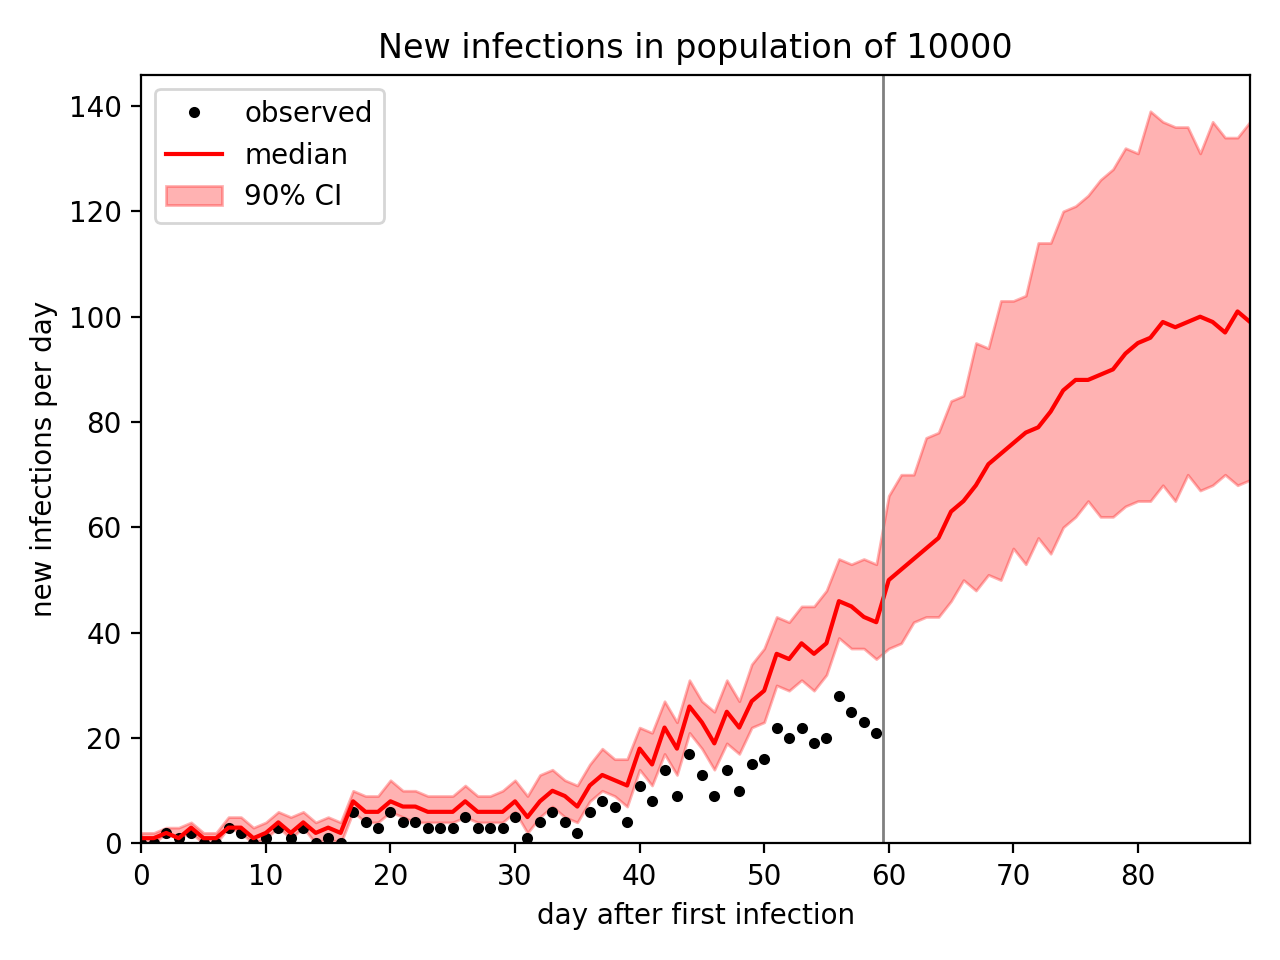 New infections in population of 10000
observed
median
90% CI
new infections per day
140
120
100
80
60
40
20
0
0 10 20 30 40 50 60 70 80
day after first infection